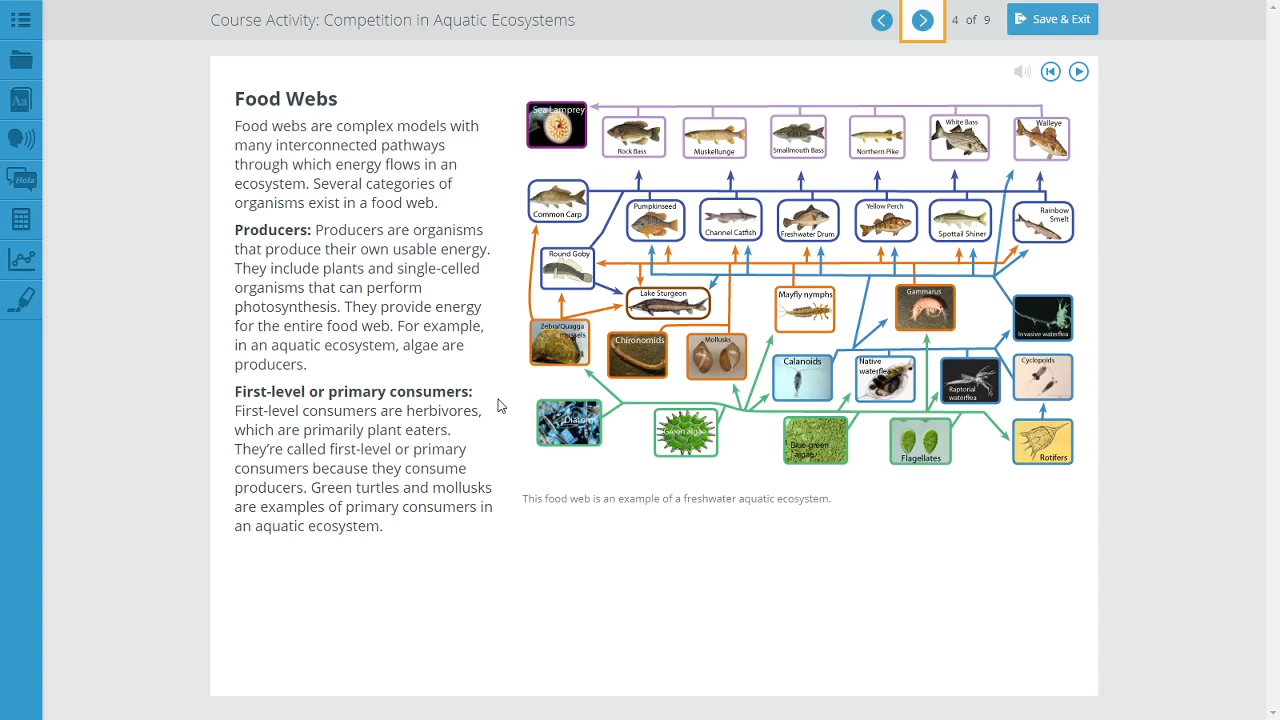 Course Activity: Competition in Aquatic Ecosystems
4 of 9
Save & Exit
Aa
Hola
Food Webs
Food webs are complex models with
many interconnected pathways
through which energy flows in an
ecosystem. Several categories of
organisms exist in a food web.
Producers: Producers are organisms
that produce their own usable energy.
They include plants and single-celled
organisms that can perform
photosynthesis. They provide energy
for the entire food web. For example,
in an aquatic ecosystem, algae are
producers.
First-level or primary consumers:
First-level consumers are herbivores,
which are primarily plant eaters.
They're called first-level or primary
consumers because they consume
producers. Green turtles and mollusks
are examples of primary consumers in
an aquatic ecosystem.
Sea Lamprey
Rock Bass
Muskellunge
Smallmouth Bass
Northern Pike
White Bass
Walleye
Common Carp
Pumpkinseed
Channel Catfish
Freshwater Drum
Yellow Perch
Spottail Shiner
Rainbow
Smelt
Round Goby
Lake Sturgeon
Mayfly nymphs
Gammarus
Invasive waterflea
Zebra/Quagga
mussels
Chironomids
Mollusks
Calanoids
Native
waterflea
Raptorial
waterflea
Cyclopoids
Diatoms
Green algae
Blue-green
algae
Flagellates
Rotifers
This food web is an example of a freshwater aquatic ecosystem.